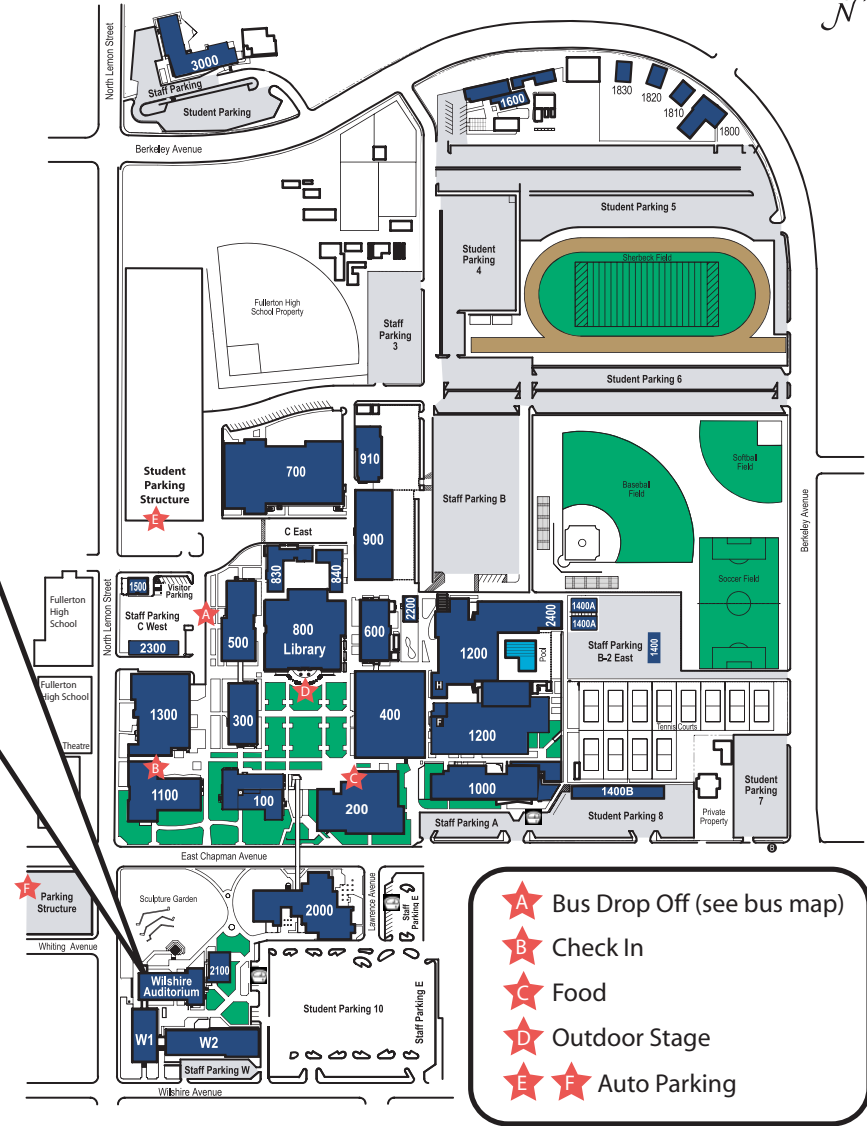 N
North Lemon Street
3000
Staff Parking
Student Parking
Berkeley Avenue
1600
1830
1820
1810
1800
Student Parking 5
Student
Parking
4
Sherbeck Field
Fullerton High
School Property
Staff
Parking
3
Student Parking 6
Student
Parking
Structure
E
700
910
C East
900
Staff Parking B
Baseball
Field
Softball
Field
Berkeley Avenue
Soccer Field
North Lemon Street
Fullerton
High
School
1500
Visitor
Parking
Staff Parking
C West
2300
A
500
830
840
800
Library
600
2200
1200
2400
Pool
1400A
1400A
Staff Parking
B-2 East
1400
Fullerton
High School
Theatre
1300
300
D
400
H
F
1200
Tennis Courts
B
1100
100
C
200
1000
1400B
Staff Parking A
Student Parking 8
Private
Property
Student
Parking
7
B
East Chapman Avenue
F
Parking
Structure
Whiting Avenue
Sculpture Garden
2000
Lawrence Avenue
Staff
Parking E
2100
Wilshire
Auditorium
Student Parking 10
Staff Parking E
W1
W2
Staff Parking W
Wilshire Avenue
A Bus Drop Off (see bus map)
B Check In
C Food
D Outdoor Stage
E F Auto Parking